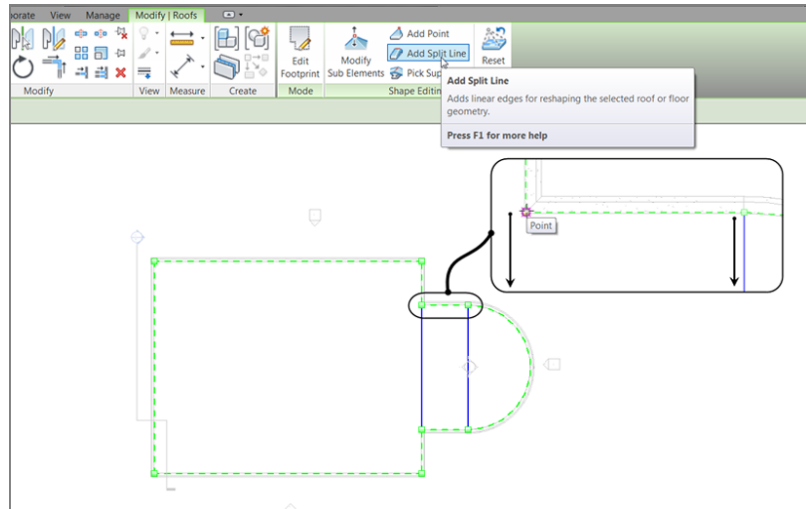 orate View Manage Modify | Roofs
Edit Footprint
Modify Sub Elements
Add Point
Add Split Line
Pick Sup
Reset
Modify View Measure Create Mode Shape Editin
Add Split Line
Adds linear edges for reshaping the selected roof or floor
geometry.
Press F1 for more help
Point